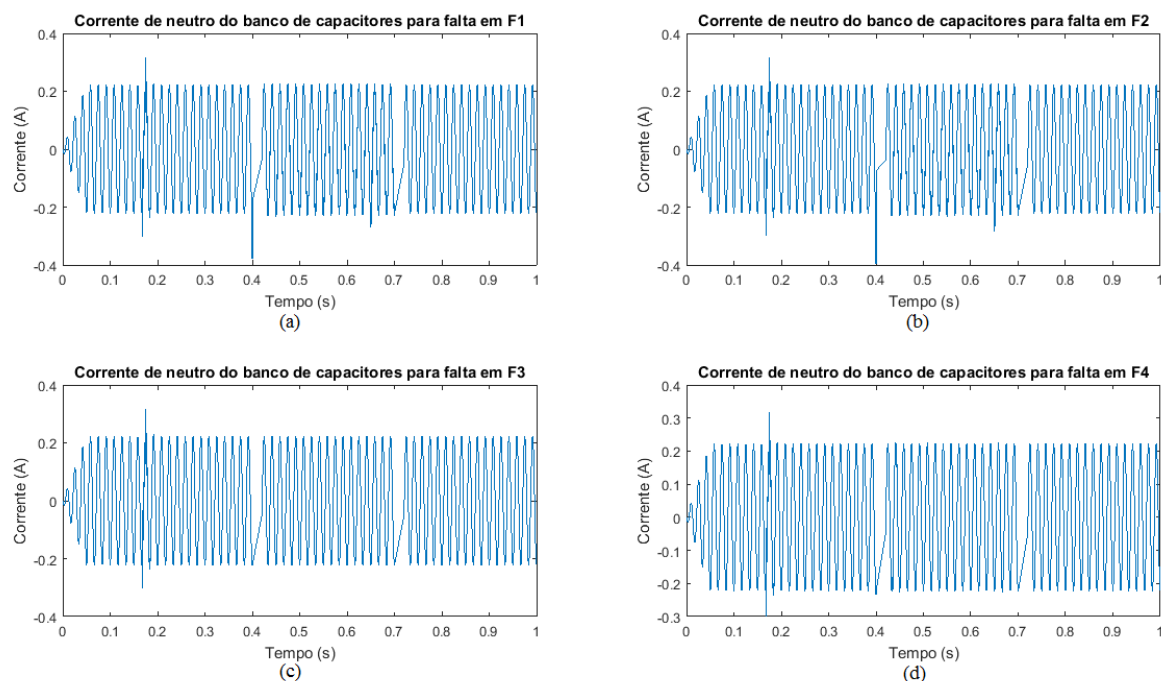 Corrente de neutro do banco de capacitores para falta em F1
0.4
0.2
0
-0.2
-0.4
Corrente (A)
0 0.1 0.2 0.3 0.4 0.5 0.6 0.7 0.8 0.9 1
Tempo (s)
(a)
Corrente de neutro do banco de capacitores para falta em F2
0.4
0.2
0
-0.2
-0.4
Corrente (A)
0 0.1 0.2 0.3 0.4 0.5 0.6 0.7 0.8 0.9 1
Tempo (s)
(b)
Corrente de neutro do banco de capacitores para falta em F3
0.4
0.2
0
-0.2
-0.4
Corrente (A)
0 0.1 0.2 0.3 0.4 0.5 0.6 0.7 0.8 0.9 1
Tempo (s)
(c)
Corrente de neutro do banco de capacitores para falta em F4
0.4
0.3
0.2
0.1
0
-0.1
-0.2
-0.3
Corrente (A)
0 0.1 0.2 0.3 0.4 0.5 0.6 0.7 0.8 0.9 1
Tempo (s)
(d)